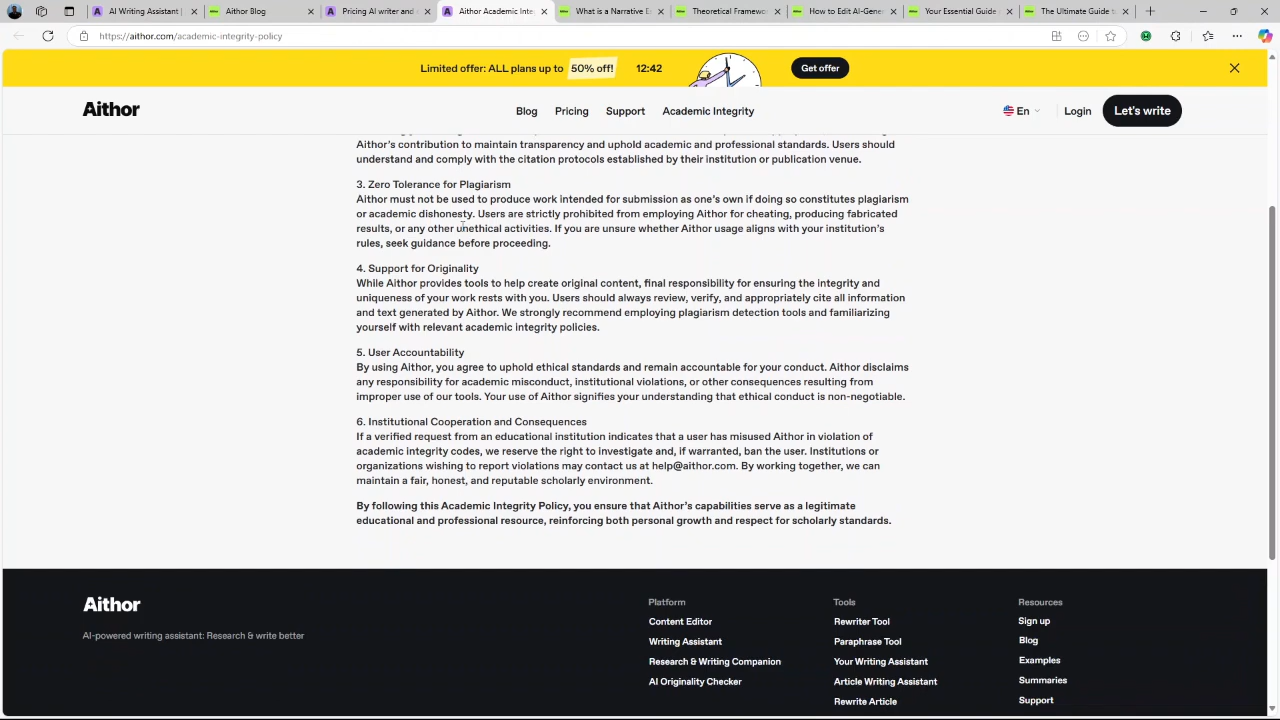 AI Writing Assistant
Aithor Blog
Pricing AI writer and
Aithor Academic Inte
What is a Narrative E
Theoretical Framewo
How to Edit AI-Gener
Your Essential Guide
The Ultimate Guide
https://aithor.com/academic-integrity-policy
Limited offer: ALL plans up to 50% off! 12:42 Get offer
Aithor Blog Pricing Support Academic Integrity En Login Let's write
Aithor's contribution to maintain transparency and uphold academic and professional standards. Users should
understand and comply with the citation protocols established by their institution or publication venue.
3. Zero Tolerance for Plagiarism
Aithor must not be used to produce work intended for submission as one's own if doing so constitutes plagiarism
or academic dishonesty. Users are strictly prohibited from employing Aithor for cheating, producing fabricated
results, or any other unethical activities. If you are unsure whether Aithor usage aligns with your institution's
rules, seek guidance before proceeding.
4. Support for Originality
While Aithor provides tools to help create original content, final responsibility for ensuring the integrity and
uniqueness of your work rests with you. Users should always review, verify, and appropriately cite all information
and text generated by Aithor. We strongly recommend employing plagiarism detection tools and familiarizing
yourself with relevant academic integrity policies.
5. User Accountability
By using Aithor, you agree to uphold ethical standards and remain accountable for your conduct. Aithor disclaims
any responsibility for academic misconduct, institutional violations, or other consequences resulting from
improper use of our tools. Your use of Aithor signifies your understanding that ethical conduct is non-negotiable.
6. Institutional Cooperation and Consequences
If a verified request from an educational institution indicates that a user has misused Aithor in violation of
academic integrity codes, we reserve the right to investigate and, if warranted, ban the user. Institutions or
organizations wishing to report violations may contact us at help@aithor.com. By working together, we can
maintain a fair, honest, and reputable scholarly environment.
By following this Academic Integrity Policy, you ensure that Aithor's capabilities serve as a legitimate
educational and professional resource, reinforcing both personal growth and respect for scholarly standards.
Aithor
AI-powered writing assistant: Research & write better
Platform
Content Editor
Writing Assistant
Research & Writing Companion
AI Originality Checker
Tools
Rewriter Tool
Paraphrase Tool
Your Writing Assistant
Article Writing Assistant
Rewrite Article
Resources
Sign up
Blog
Examples
Summaries
Support